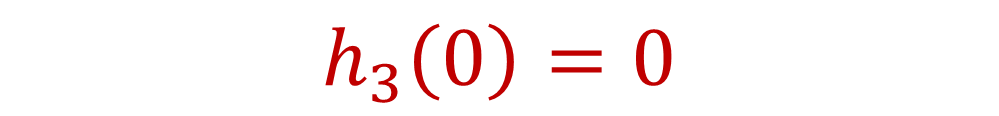 h₃(0) = 0